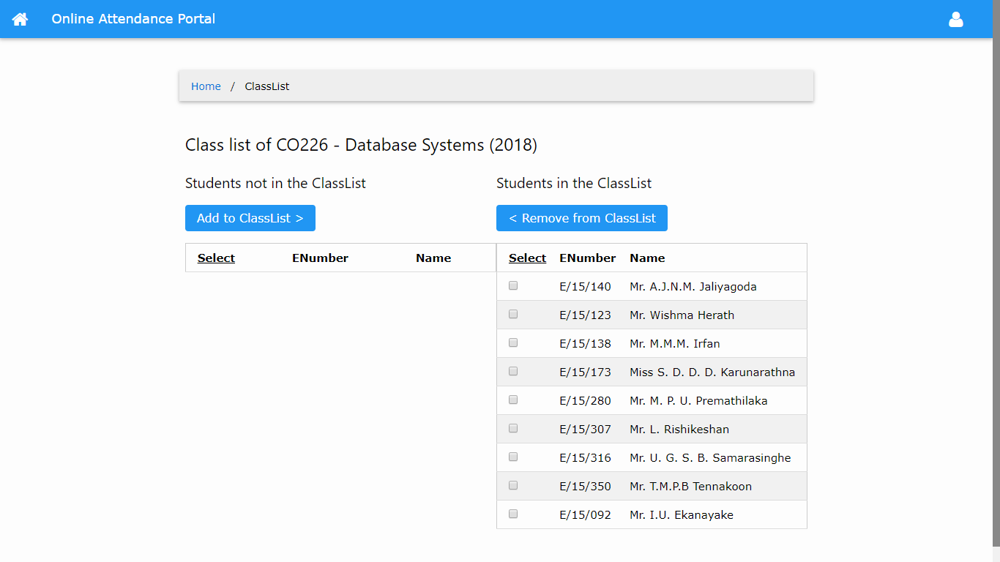 Online Attendance Portal
Home / ClassList
Class list of CO226 - Database Systems (2018)
Students not in the ClassList
Add to ClassList >
Select ENumber Name
Students in the ClassList
< Remove from ClassList
Select ENumber Name
E/15/140 Mr. A.J.N.M. Jaliyagoda
E/15/123 Mr. Wishma Herath
E/15/138 Mr. M.M.M. Irfan
E/15/173 Miss S. D. D. D. Karunarathna
E/15/280 Mr. M. P. U. Premathilaka
E/15/307 Mr. L. Rishikeshan
E/15/316 Mr. U. G. S. B. Samarasinghe
E/15/350 Mr. T.M.P.B Tennakoon
E/15/092 Mr. I.U. Ekanayake